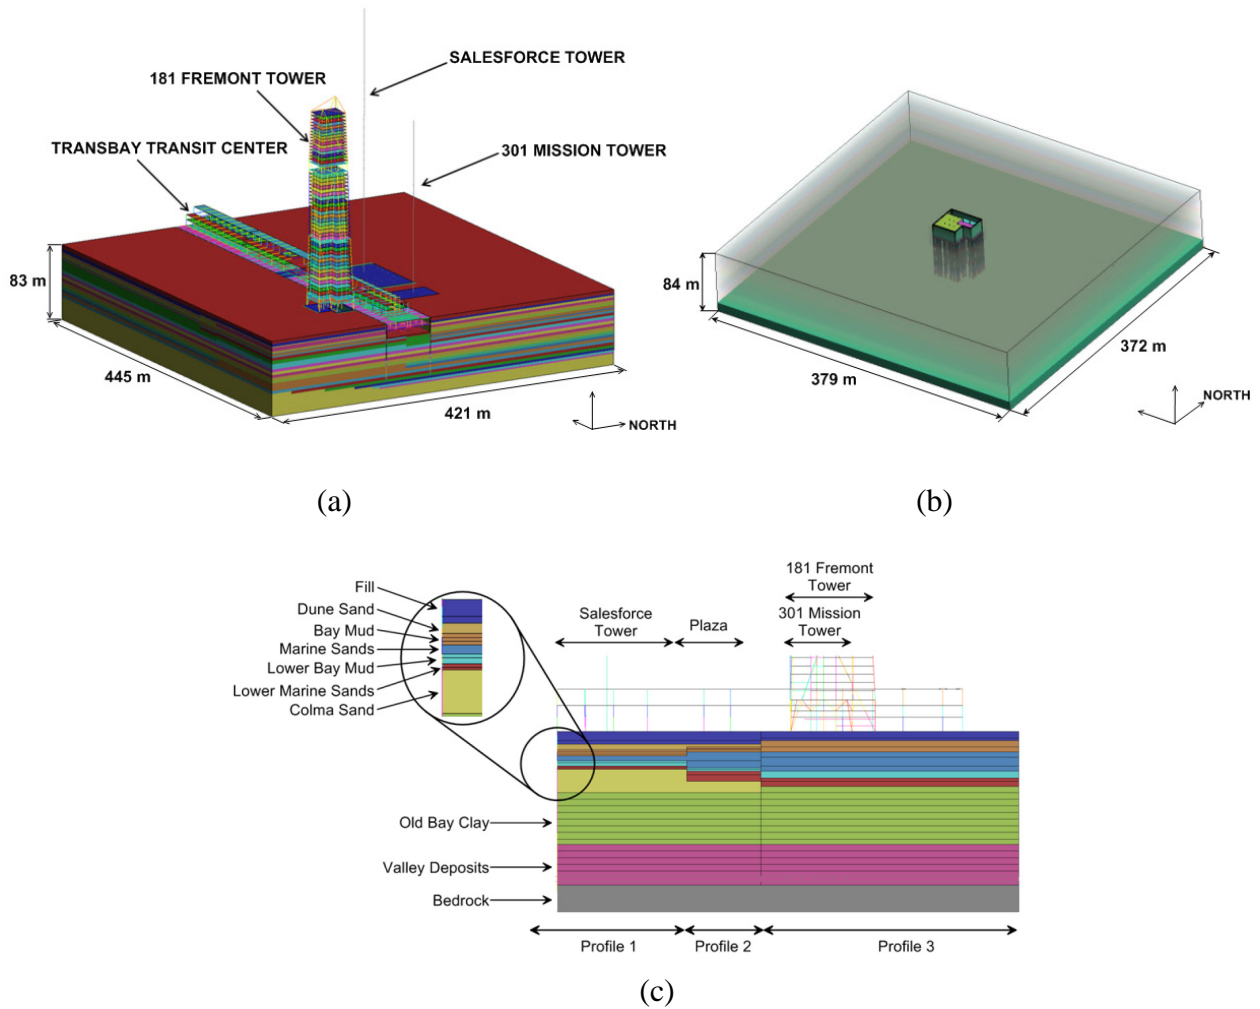 SALESFORCE TOWER
181 FREMONT TOWER
TRANSBAY TRANSIT CENTER
301 MISSION TOWER
83 m
445 m
421 m
NORTH
84 m
379 m
372 m
NORTH
(a)
(b)
Fill
Dune Sand
Bay Mud
Marine Sands
Lower Bay Mud
Lower Marine Sands
Colma Sand
Salesforce
Tower
Plaza
181 Fremont
Tower
301 Mission
Tower
Old Bay Clay
Valley Deposits
Bedrock
Profile 1
Profile 2
Profile 3
(c)